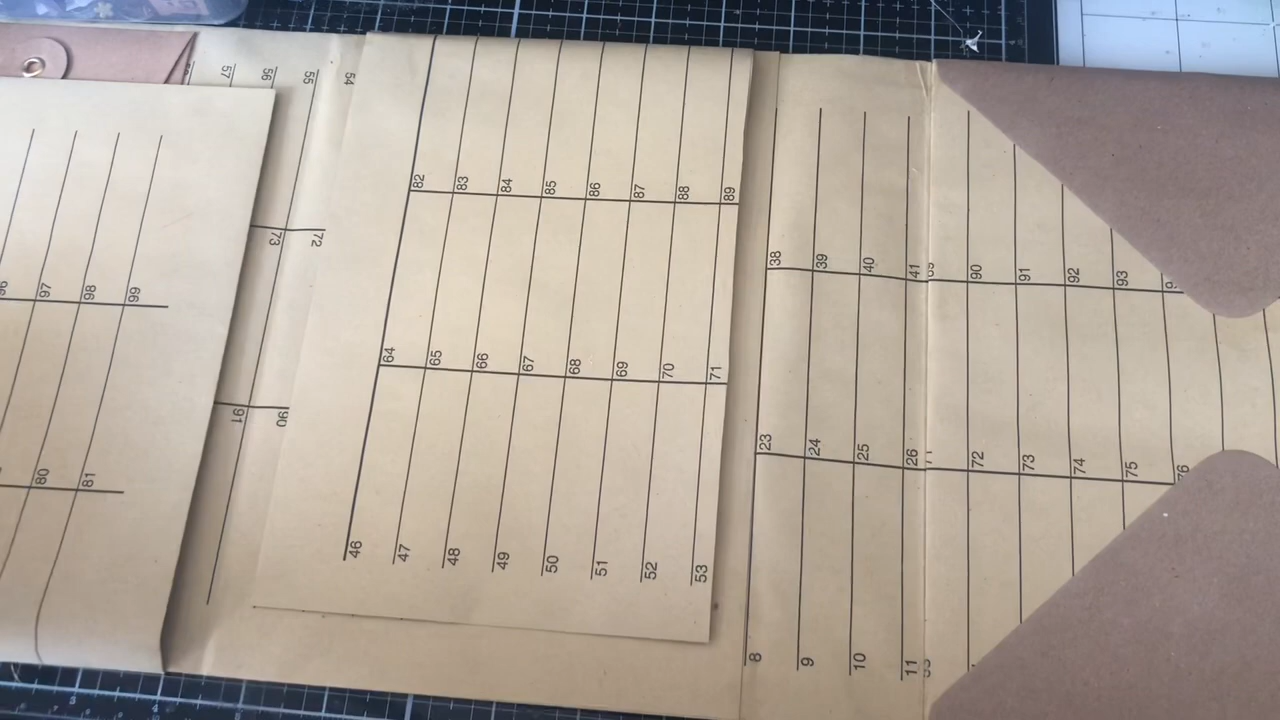 57 56 55 54
73 72
91 90
97 98 99
80 81
82 83 84 85 86 87 88 89
64 65 66 67 68 69 70 71
46 47 48 49 50 51 52 53
38 39 40 41
23 24 25 26
8 9 10 11
90 91 92 93
72 73 74 75 76